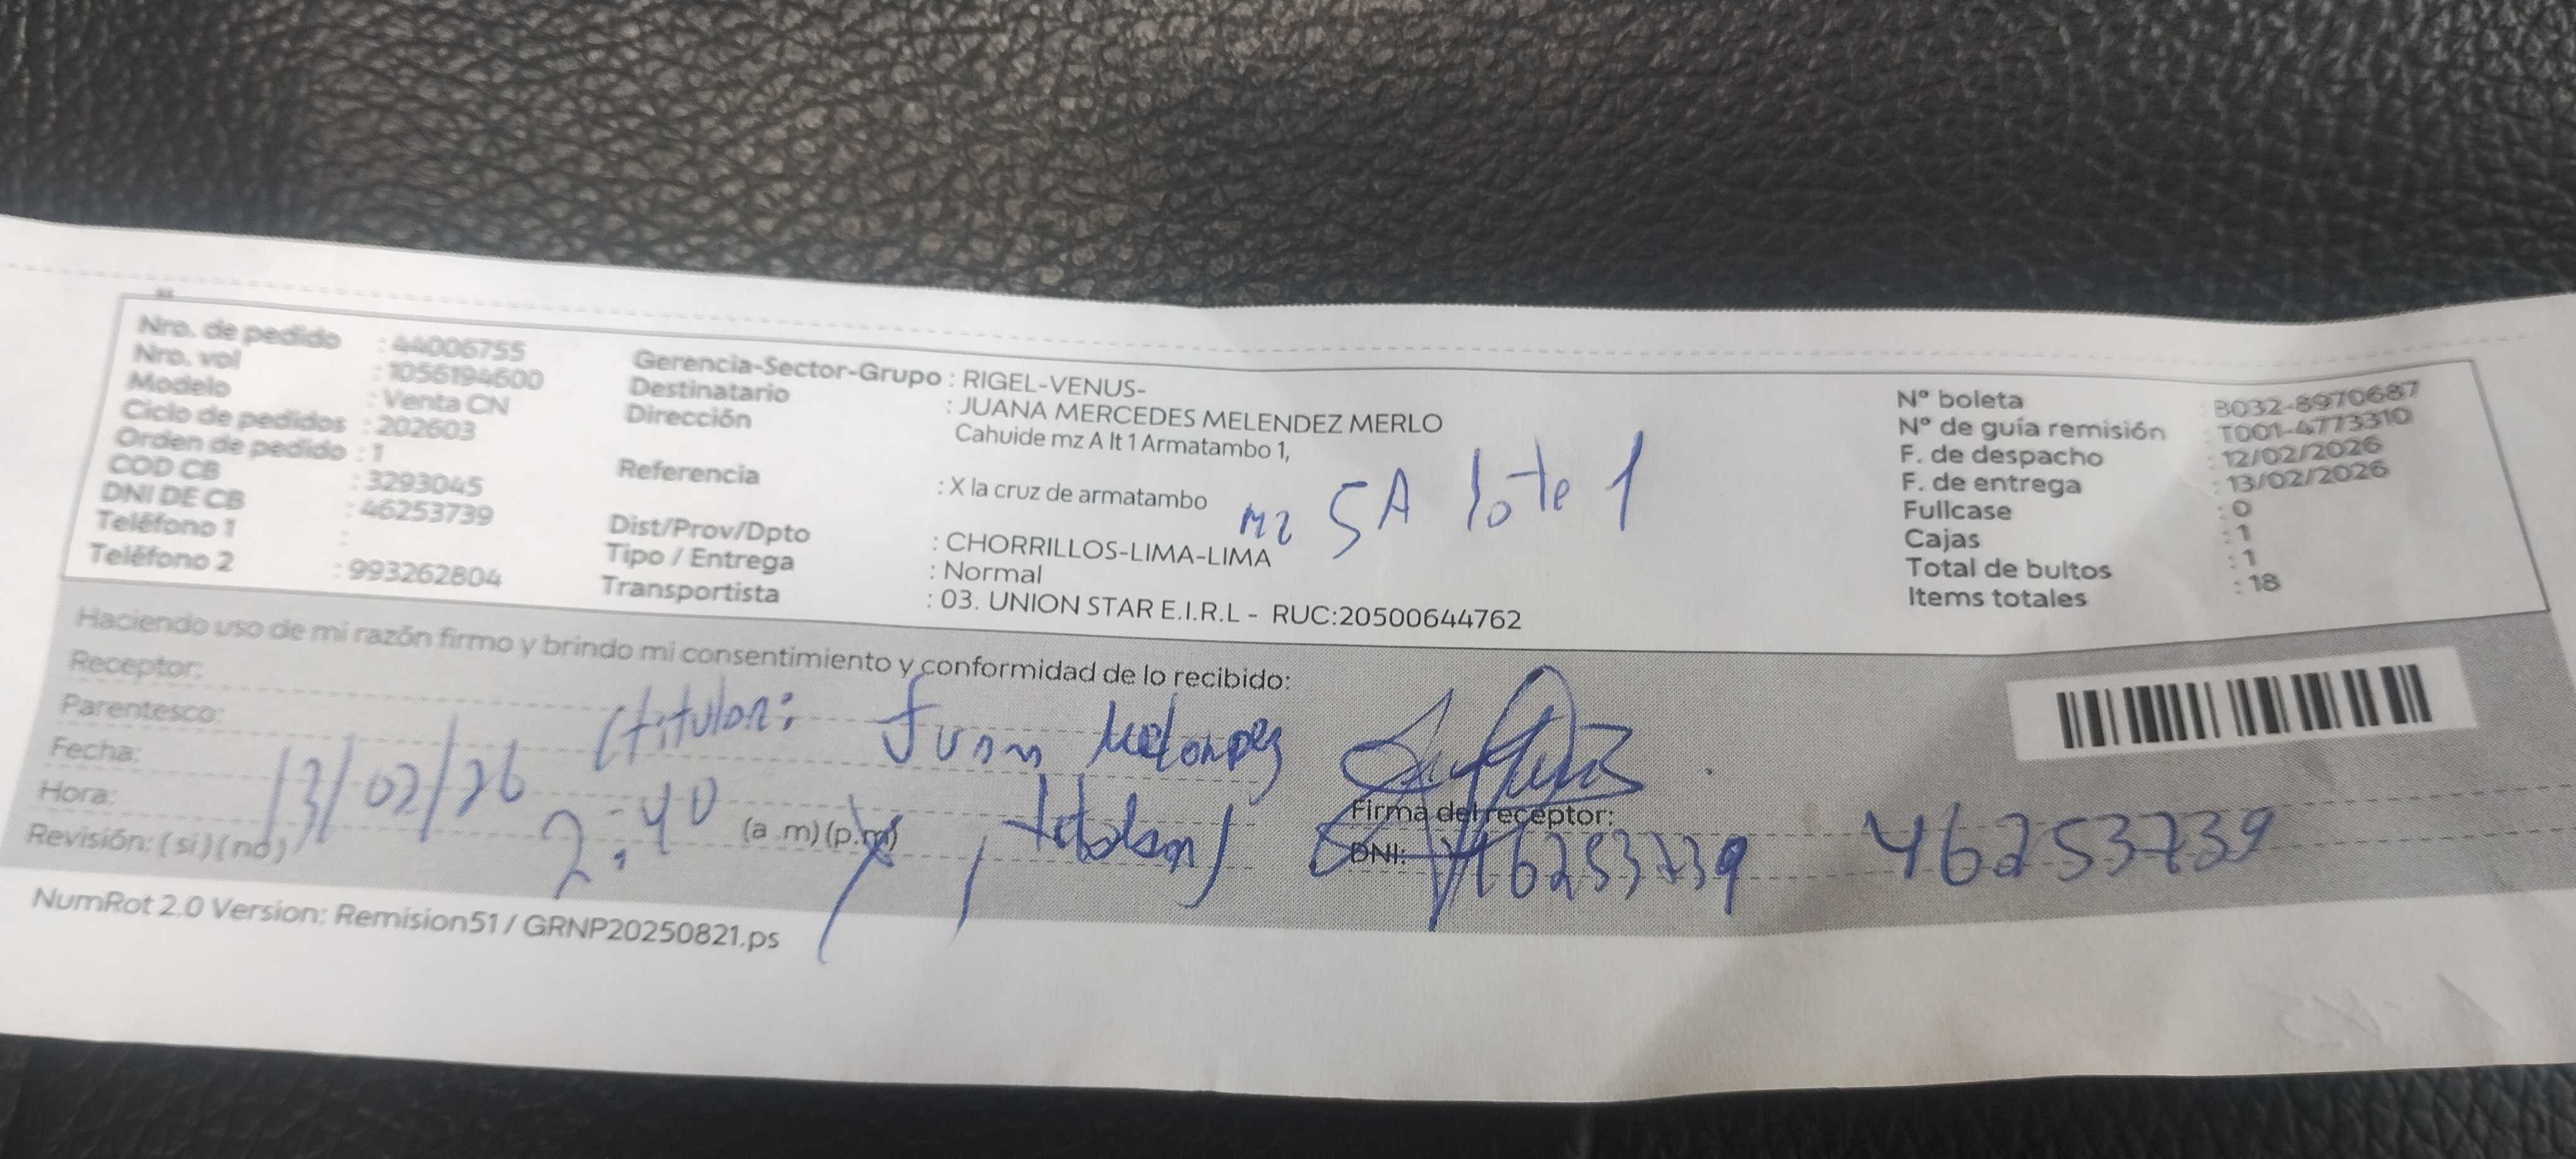 Nro. de pedido : 44006755
Nro. vol : 1056194600
Modelo : Venta CN
Ciclo de pedidos : 202603
Orden de pedido : 1
COD CB : 3293045
DNI DE CB : 46253739
Teléfono 1 :
Teléfono 2 : 993262804
Gerencia-Sector-Grupo : RIGEL-VENUS-
Destinatario : JUANA MERCEDES MELENDEZ MERLO
Dirección Cahuide mz A lt 1 Armatambo 1,
Referencia : X la cruz de armatambo
mz 5A lote 1
Dist/Prov/Dpto : CHORRILLOS-LIMA-LIMA
Tipo / Entrega : Normal
Transportista : 03. UNION STAR E.I.R.L - RUC:20500644762
N° boleta : B032-8970687
N° de guía remisión : T001-4773310
F. de despacho : 12/02/2026
F. de entrega : 13/02/2026
Fullcase : 0
Cajas : 1
Total de bultos : 1
Items totales : 18
Haciendo uso de mi razón firmo y brindo mi consentimiento y conformidad de lo recibido:
Receptor:
Parentesco:
Fecha: 13/02/26
Hora: 2:40 (a .m) (p.m)
Revisión: ( si ) ( no )
Firma del receptor:
DNI: 46253739 46253739
NumRot 2.0 Version: Remision51 / GRNP20250821.ps